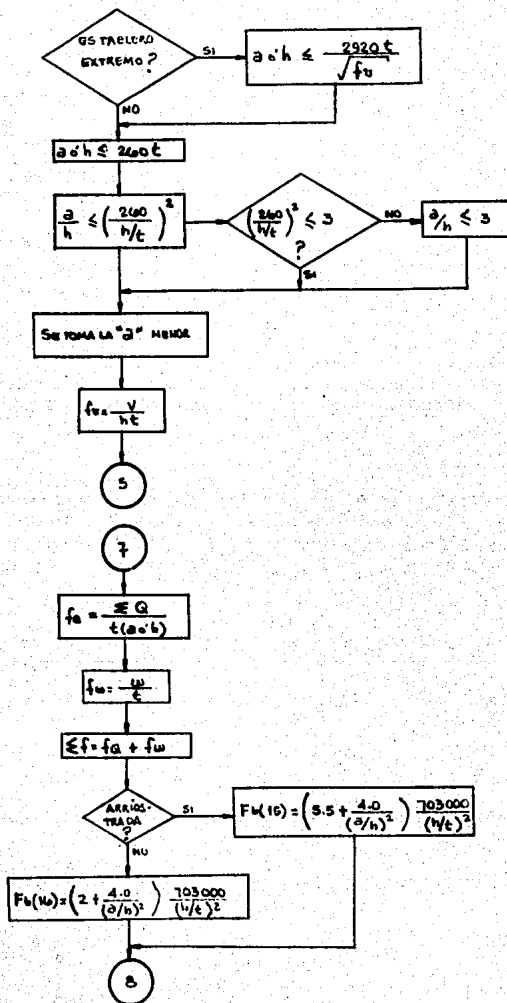 ES TABLERO
EXTREMO?
SI
a o' h ≤ 2920 t / √fv
NO
a o' h ≤ 260 t
a/h ≤ (260 / h/t)²
(260 / h/t)² ≤ 3
?
NO
a/h ≤ 3
SI
SE TOMA LA "a" MENOR
fv = V / ht
5
7
fQ = ΣQ / t(a o' h)
fw = w / t
Σf = fQ + fw
ARRIOS-
TRADA
?
SI
Fb(15) = (5.5 + 4.0 / (a/h)²) 703000 / (h/t)²
NO
Fb(16) = (2 + 4.0 / (a/h)²) 703000 / (h/t)²
8